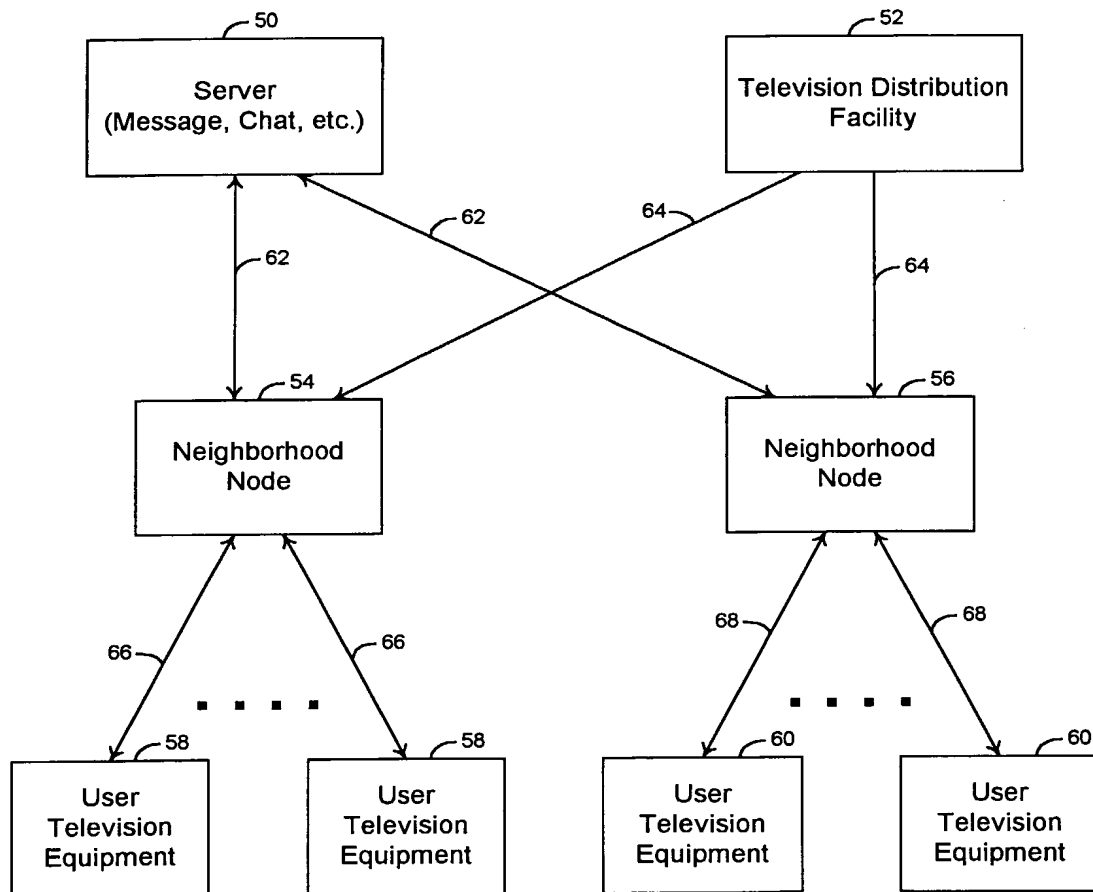 50
52
Server
(Message, Chat, etc.)
Television Distribution
Facility
62
64
62
64
54
56
Neighborhood
Node
Neighborhood
Node
66
66
68
68
58
58
60
60
User
Television
Equipment
User
Television
Equipment
User
Television
Equipment
User
Television
Equipment